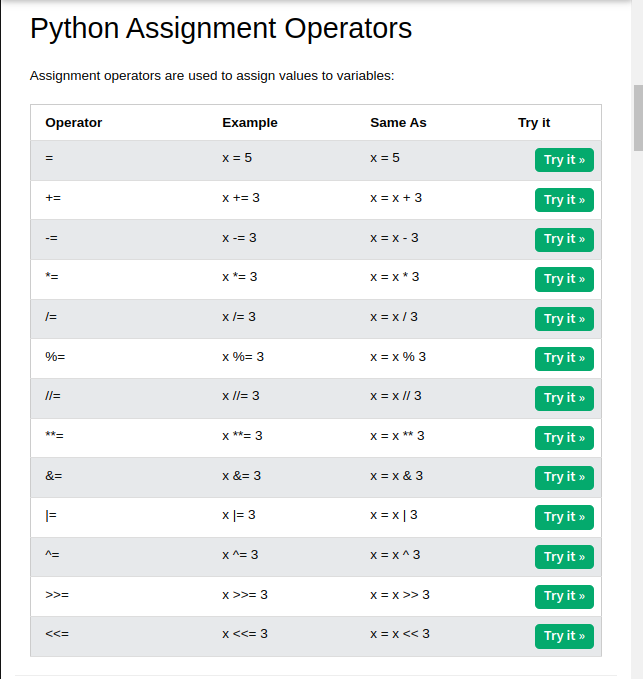 Python Assignment Operators
Assignment operators are used to assign values to variables:
Operator Example Same As Try it
= x = 5 x = 5 Try it »
+= x += 3 x = x + 3 Try it »
-= x -= 3 x = x - 3 Try it »
*= x *= 3 x = x * 3 Try it »
/= x /= 3 x = x / 3 Try it »
%= x %= 3 x = x % 3 Try it »
//= x //= 3 x = x // 3 Try it »
**= x **= 3 x = x ** 3 Try it »
&= x &= 3 x = x & 3 Try it »
|= x |= 3 x = x | 3 Try it »
^= x ^= 3 x = x ^ 3 Try it »
>>= x >>= 3 x = x >> 3 Try it »
<<= x <<= 3 x = x << 3 Try it »